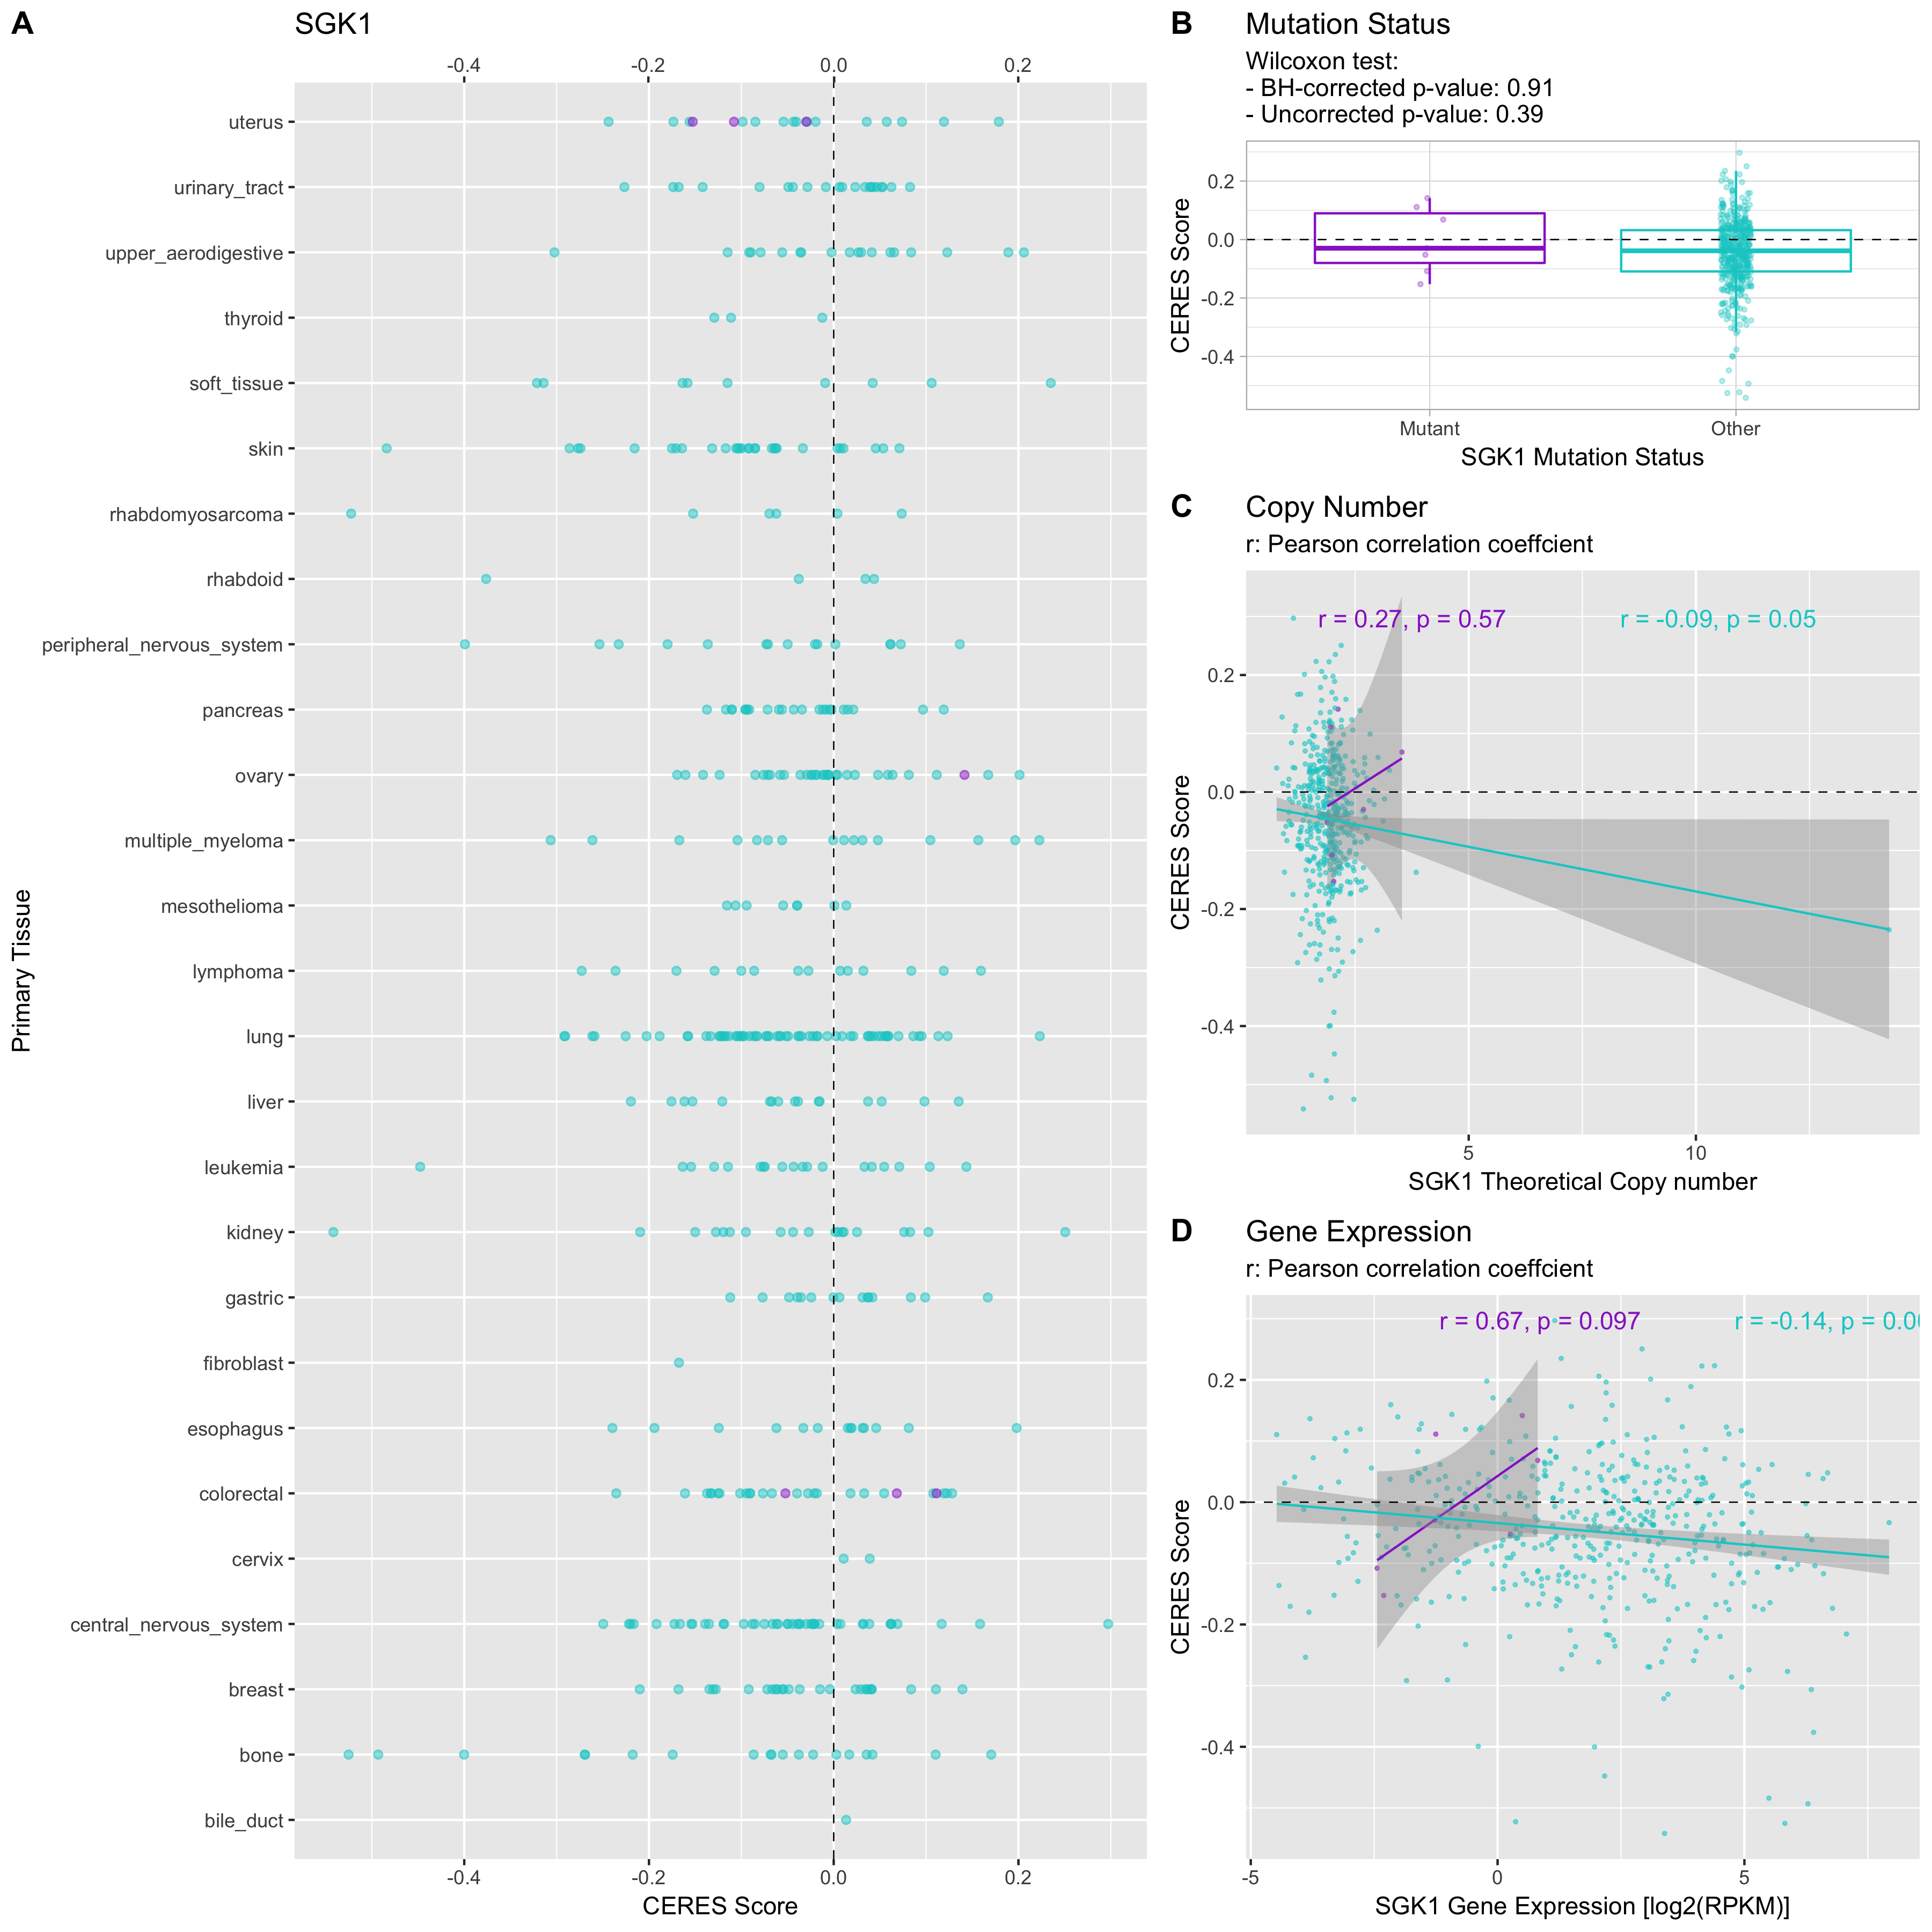 A
SGK1
-0.4 -0.2 0.0 0.2
uterus
urinary_tract
upper_aerodigestive
thyroid
soft_tissue
skin
rhabdomyosarcoma
rhabdoid
peripheral_nervous_system
pancreas
ovary
multiple_myeloma
mesothelioma
lymphoma
lung
liver
leukemia
kidney
gastric
fibroblast
esophagus
colorectal
cervix
central_nervous_system
breast
bone
bile_duct
Primary Tissue
-0.4 -0.2 0.0 0.2
CERES Score
B
Mutation Status
Wilcoxon test:
- BH-corrected p-value: 0.91
- Uncorrected p-value: 0.39
0.2
0.0
-0.2
-0.4
CERES Score
Mutant Other
SGK1 Mutation Status
C
Copy Number
r: Pearson correlation coeffcient
r = 0.27, p = 0.57 r = -0.09, p = 0.05
0.2
0.0
-0.2
-0.4
CERES Score
5 10
SGK1 Theoretical Copy number
D
Gene Expression
r: Pearson correlation coeffcient
r = 0.67, p = 0.097 r = -0.14, p =
0.2
0.0
-0.2
-0.4
CERES Score
-5 0 5
SGK1 Gene Expression [log2(RPKM)]